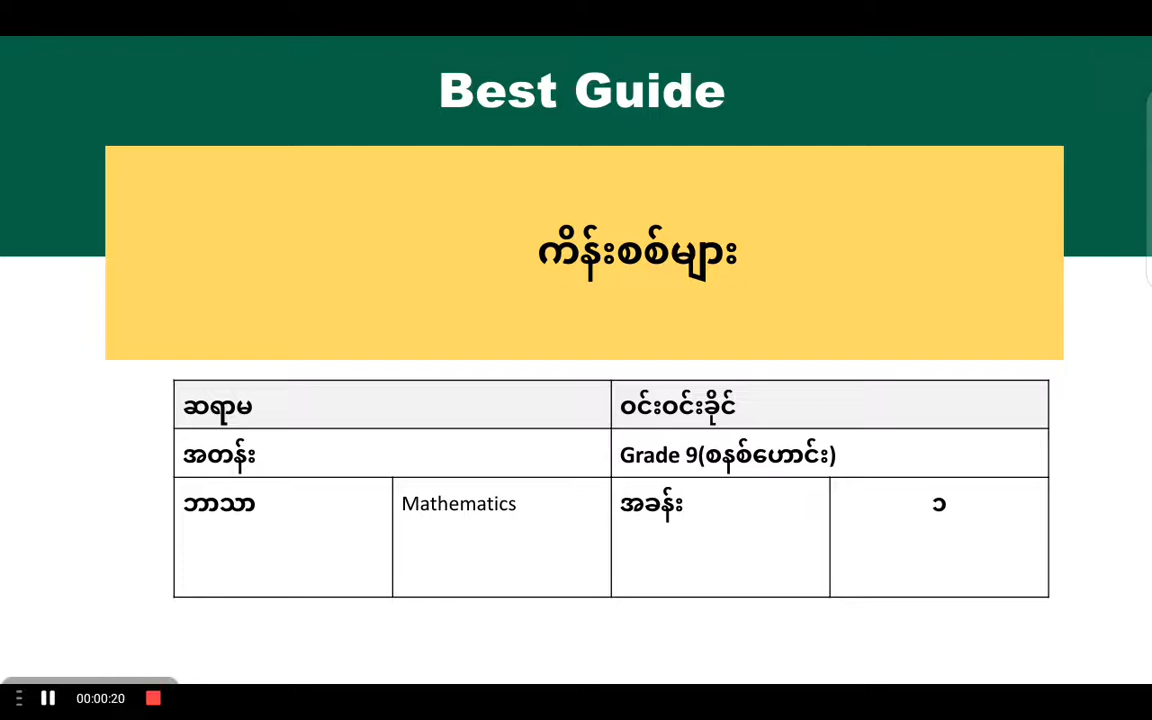 Best Guide
ကိန်းစစ်များ
ဆရာမ ဝင်းဝင်းခိုင်
အတန်း Grade 9(စနစ်ဟောင်း)
ဘာသာ Mathematics အခန်း ၁
00:00:20